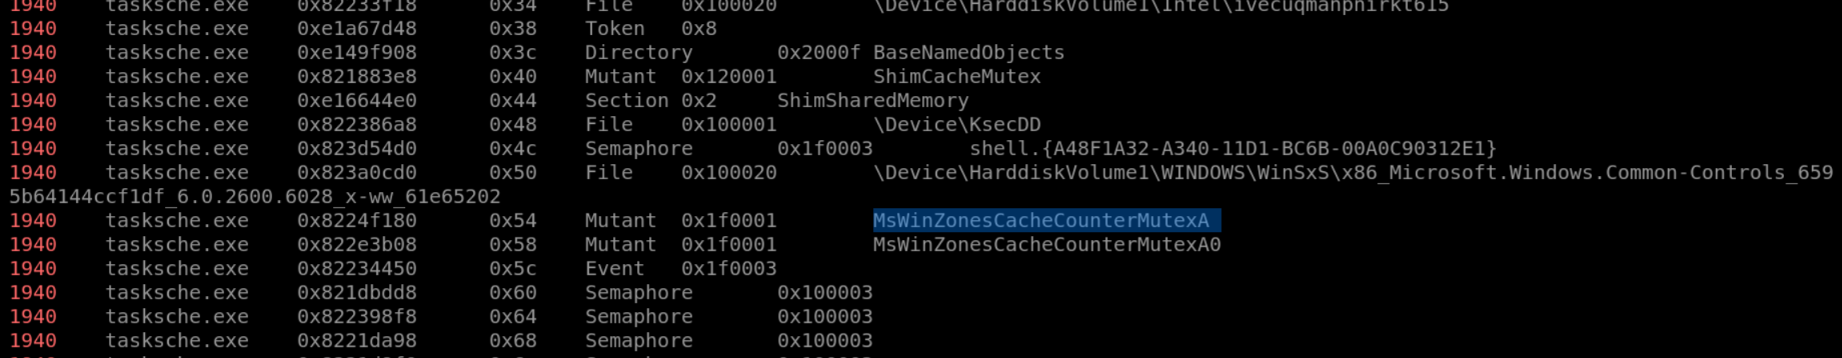 1940 tasksche.exe 0x82233f18 0x34 File 0x100020 \Device\HarddiskVolume1\Intel\ivecuqmanphirkt615
1940 tasksche.exe 0xe1a67d48 0x38 Token 0x8
1940 tasksche.exe 0xe149f908 0x3c Directory 0x2000f BaseNamedObjects
1940 tasksche.exe 0x821883e8 0x40 Mutant 0x120001 ShimCacheMutex
1940 tasksche.exe 0xe16644e0 0x44 Section 0x2 ShimSharedMemory
1940 tasksche.exe 0x822386a8 0x48 File 0x100001 \Device\KsecDD
1940 tasksche.exe 0x823d54d0 0x4c Semaphore 0x1f0003 shell.{A48F1A32-A340-11D1-BC6B-00A0C90312E1}
1940 tasksche.exe 0x823a0cd0 0x50 File 0x100020 \Device\HarddiskVolume1\WINDOWS\WinSxS\x86_Microsoft.Windows.Common-Controls_659
5b64144ccf1df_6.0.2600.6028_x-ww_61e65202
1940 tasksche.exe 0x8224f180 0x54 Mutant 0x1f0001 MsWinZonesCacheCounterMutexA
1940 tasksche.exe 0x822e3b08 0x58 Mutant 0x1f0001 MsWinZonesCacheCounterMutexA0
1940 tasksche.exe 0x82234450 0x5c Event 0x1f0003
1940 tasksche.exe 0x821dbdd8 0x60 Semaphore 0x100003
1940 tasksche.exe 0x822398f8 0x64 Semaphore 0x100003
1940 tasksche.exe 0x8221da98 0x68 Semaphore 0x100003